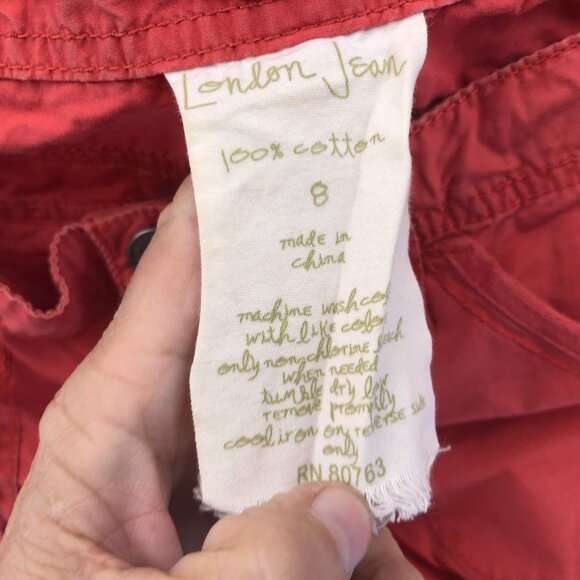 London Jean
100% cotton
8
made in
china
machine wash cold
with like colors
only non-chlorine bleach
when needed
tumble dry low
remove promptly
cool iron on reverse side
only
RN 80763